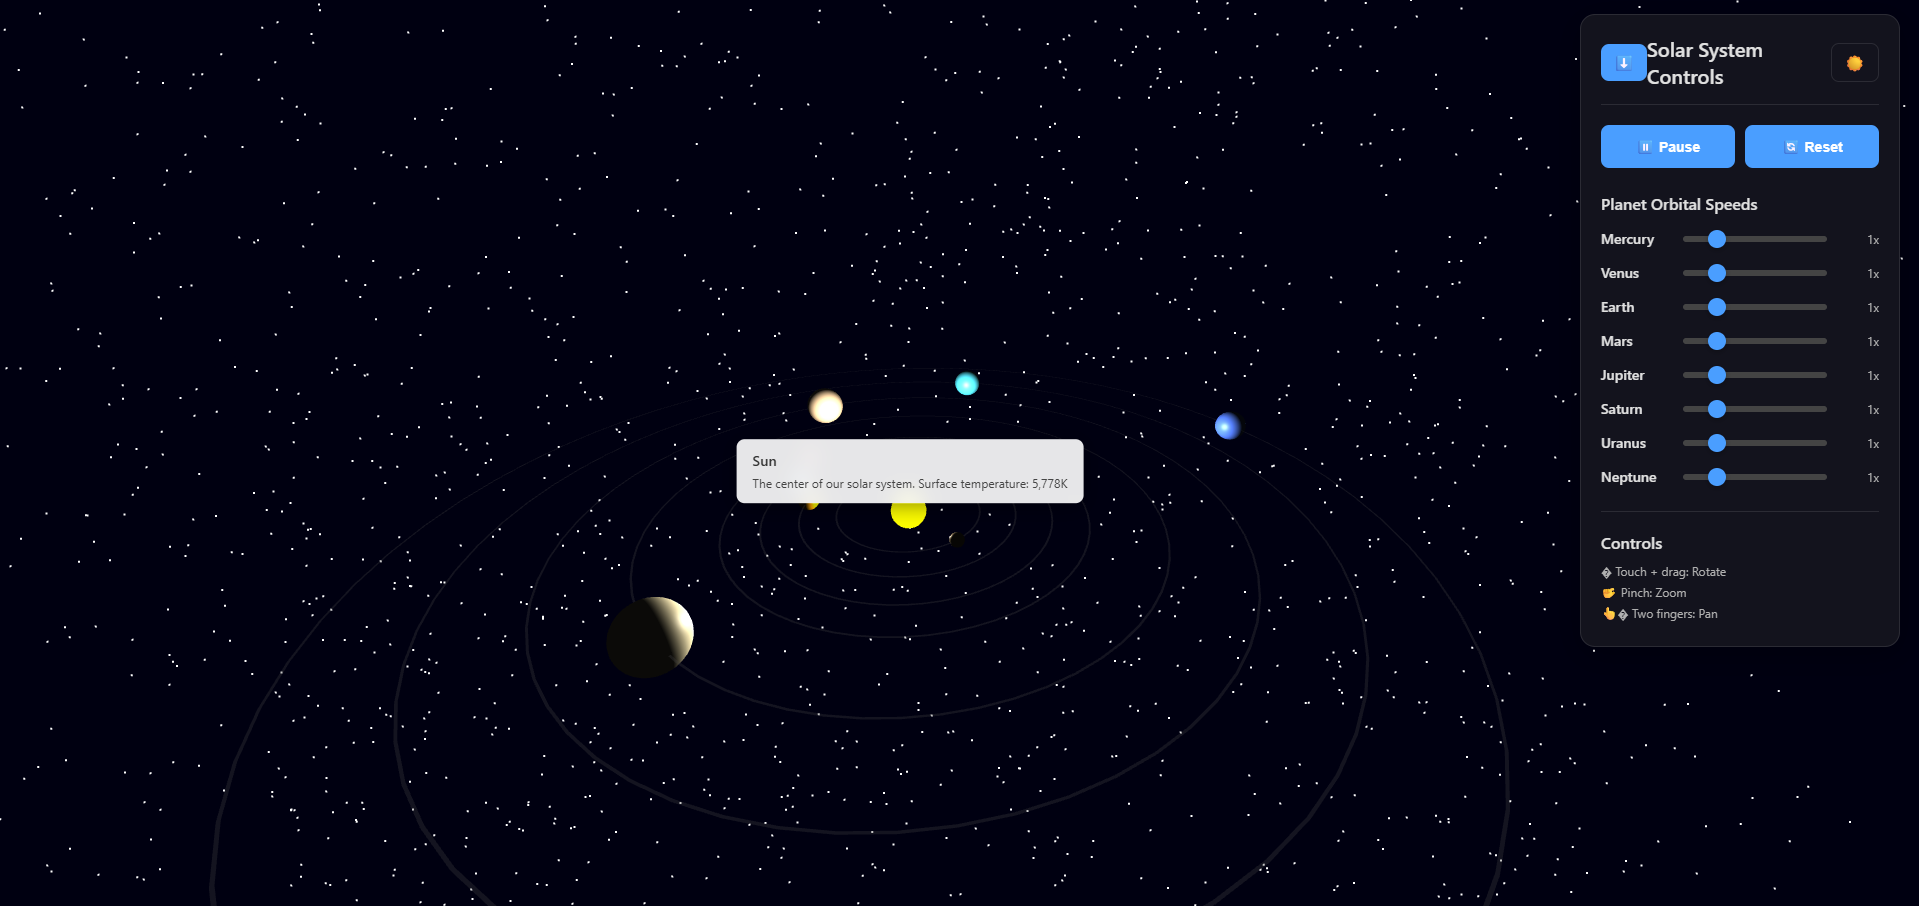 Solar System
Controls
Pause
Reset
Planet Orbital Speeds
Mercury 1x
Venus 1x
Earth 1x
Mars 1x
Jupiter 1x
Saturn 1x
Uranus 1x
Neptune 1x
Sun
The center of our solar system. Surface temperature: 5,778K
Controls
� Touch + drag: Rotate
✊ Pinch: Zoom
👆� Two fingers: Pan